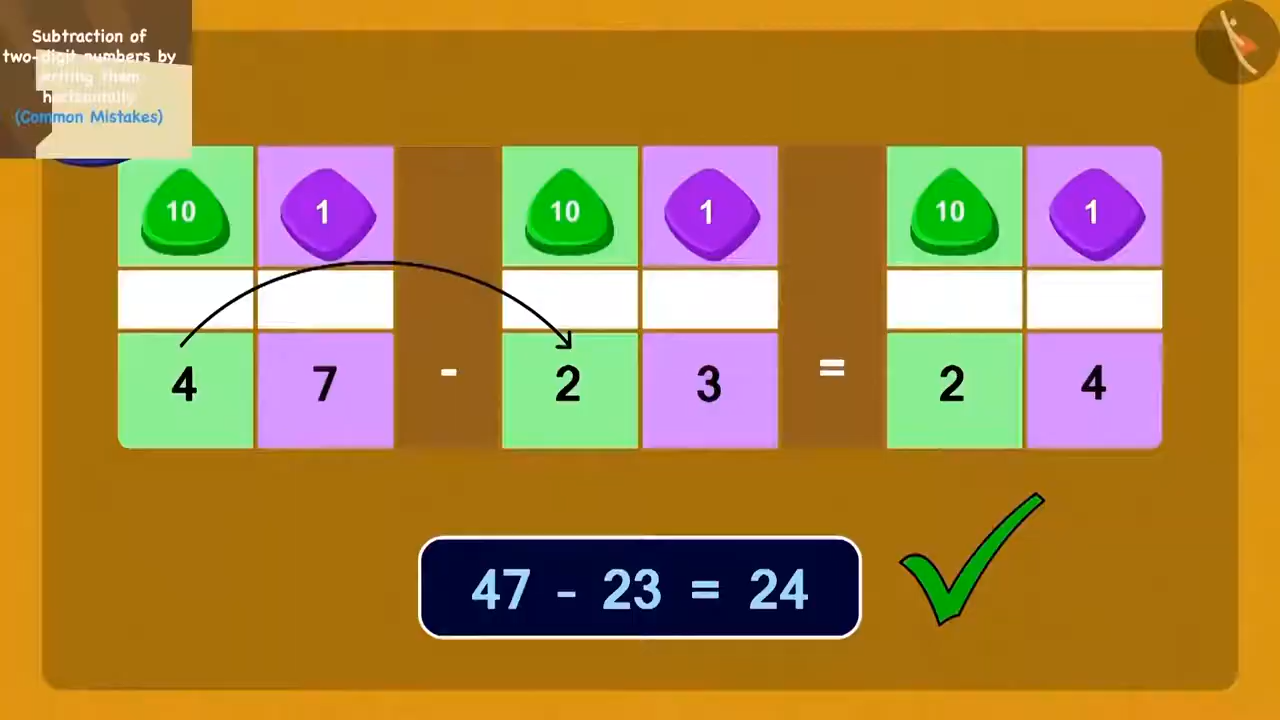 Subtraction of
two-digit numbers by
writing them
horizontally
(Common Mistakes)
10 1 10 1 10 1
4 7 - 2 3 = 2 4
47 - 23 = 24